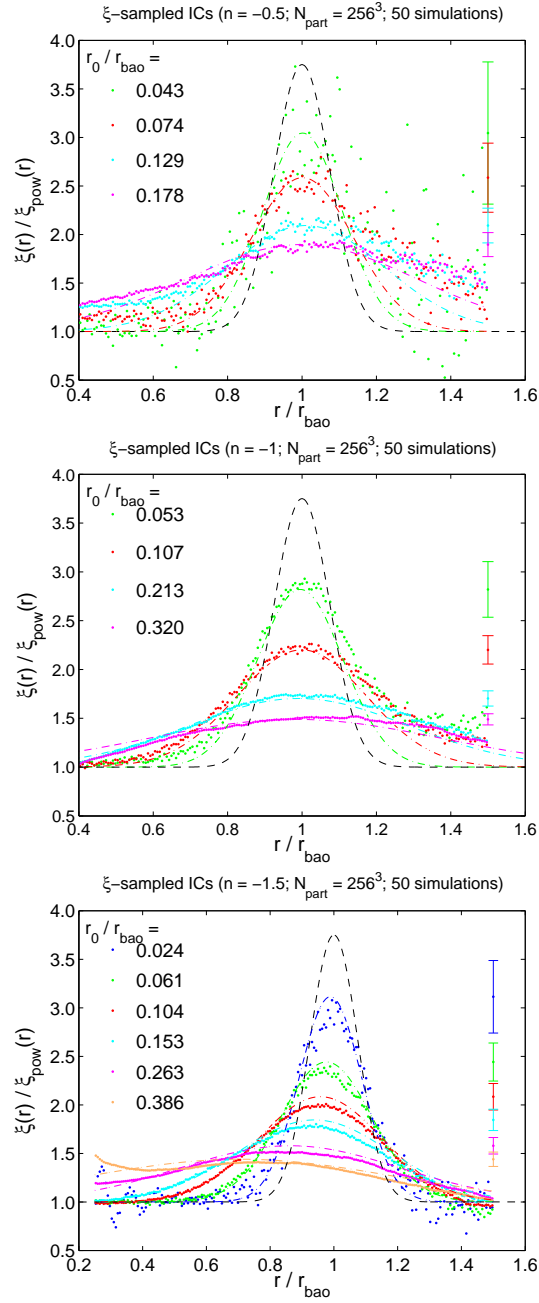 ξ−sampled ICs (n = −0.5; N_part = 256³; 50 simulations)
r_0 / r_bao =
0.043
0.074
0.129
0.178
ξ(r) / ξ_pow(r)
4.0
3.5
3.0
2.5
2.0
1.5
1.0
0.5
0.4 0.6 0.8 1 1.2 1.4 1.6
r / r_bao
ξ−sampled ICs (n = −1; N_part = 256³; 50 simulations)
r_0 / r_bao =
0.053
0.107
0.213
0.320
ξ(r) / ξ_pow(r)
4.0
3.5
3.0
2.5
2.0
1.5
1.0
0.5
0.4 0.6 0.8 1 1.2 1.4 1.6
r / r_bao
ξ−sampled ICs (n = −1.5; N_part = 256³; 50 simulations)
r_0 / r_bao =
0.024
0.061
0.104
0.153
0.263
0.386
ξ(r) / ξ_pow(r)
4.0
3.5
3.0
2.5
2.0
1.5
1.0
0.5
0.2 0.4 0.6 0.8 1 1.2 1.4 1.6
r / r_bao